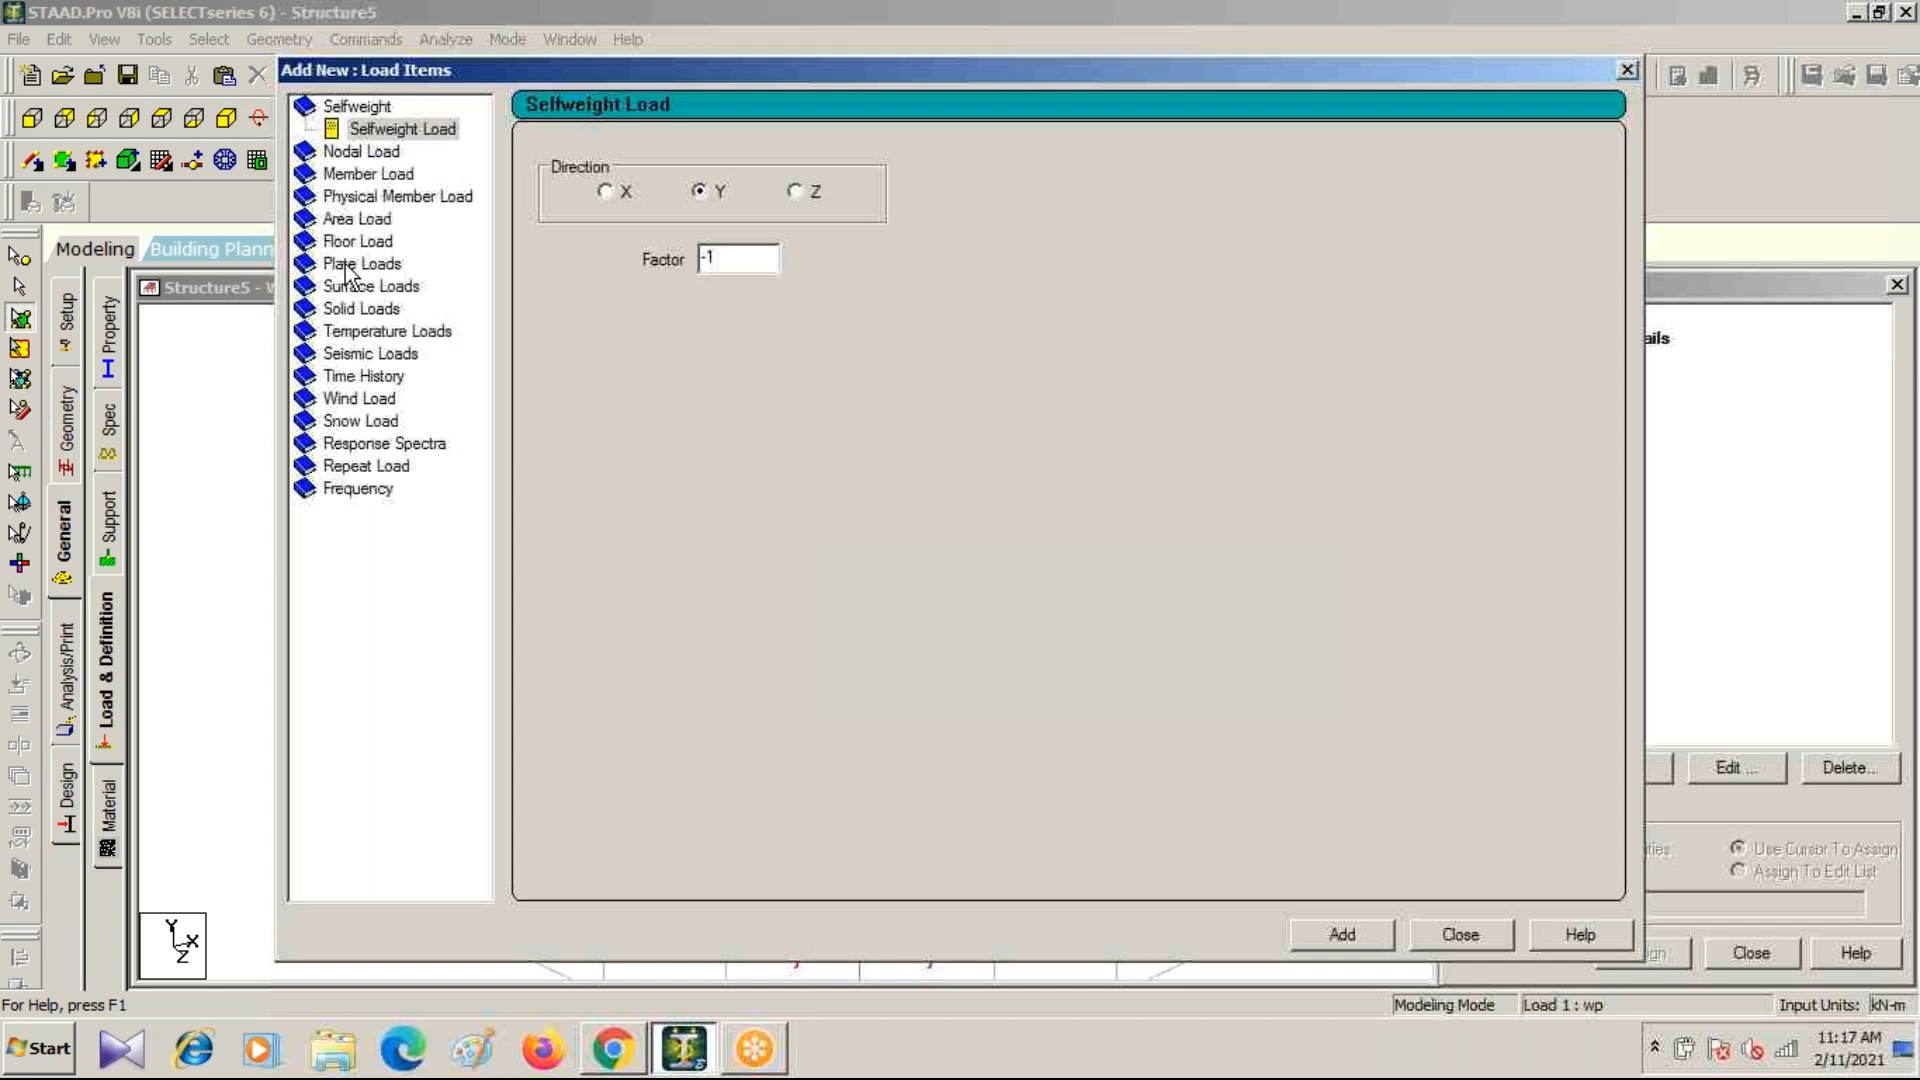 STAAD.Pro V8i (SELECTseries 6) - Structure5
File Edit View Tools Select Geometry Commands Analyze Mode Window Help
Add New : Load Items
Selfweight
Selfweight Load
Nodal Load
Member Load
Physical Member Load
Area Load
Floor Load
Plate Loads
Surface Loads
Solid Loads
Temperature Loads
Seismic Loads
Time History
Wind Load
Snow Load
Response Spectra
Repeat Load
Frequency
Selfweight Load
Direction
X Y Z
Factor -1
Add Close Help
Modeling Building Plann
Structure5 - W
Setup
Geometry
General
Analysis/Print
Design
Property
Spec
Support
Load & Definition
Material
ails
Edit ... Delete...
Use Cursor To Assign
Assign To Edit List
gn Close Help
Y
X
Z
For Help, press F1 Modeling Mode Load 1 : wp Input Units: kN-m
Start
11:17 AM
2/11/2021